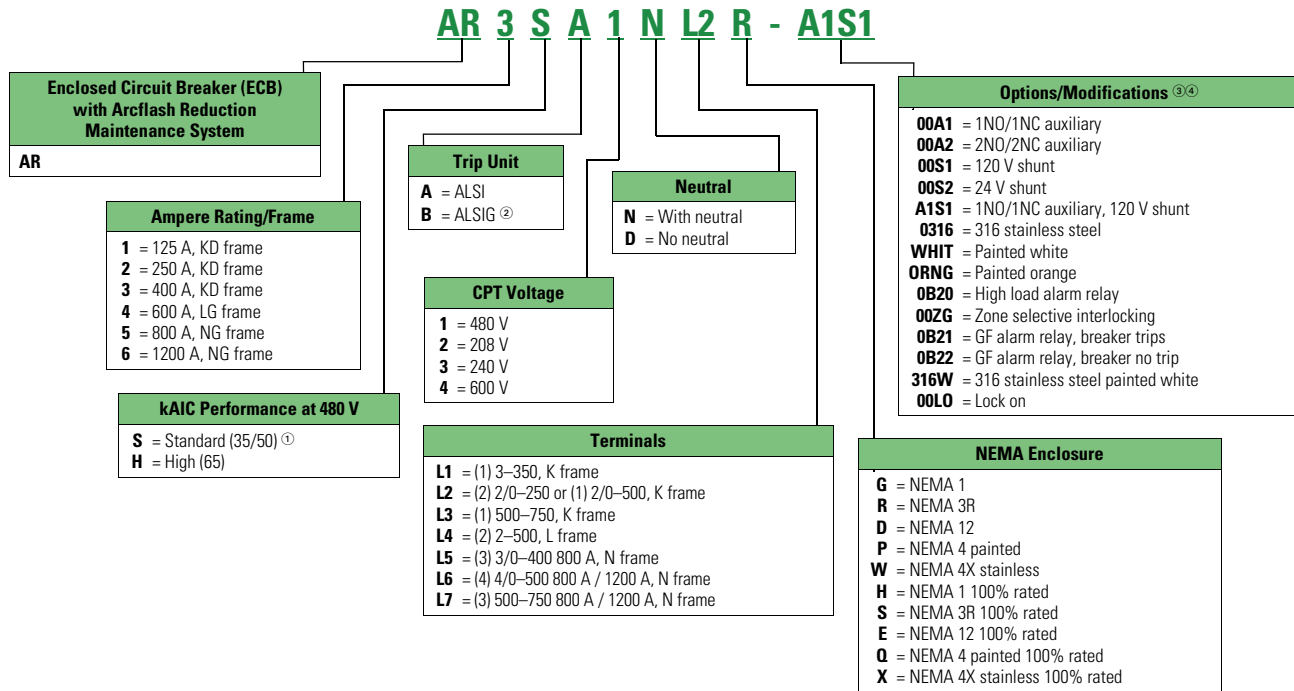 AR 3 S A 1 N L2 R - A1S1
Enclosed Circuit Breaker (ECB)
with Arcflash Reduction
Maintenance System
AR
Ampere Rating/Frame
1 = 125 A, KD frame
2 = 250 A, KD frame
3 = 400 A, KD frame
4 = 600 A, LG frame
5 = 800 A, NG frame
6 = 1200 A, NG frame
kAIC Performance at 480 V
S = Standard (35/50) ①
H = High (65)
Trip Unit
A = ALSI
B = ALSIG ②
CPT Voltage
1 = 480 V
2 = 208 V
3 = 240 V
4 = 600 V
Neutral
N = With neutral
D = No neutral
Terminals
L1 = (1) 3–350, K frame
L2 = (2) 2/0–250 or (1) 2/0–500, K frame
L3 = (1) 500–750, K frame
L4 = (2) 2–500, L frame
L5 = (3) 3/0–400 800 A, N frame
L6 = (4) 4/0–500 800 A / 1200 A, N frame
L7 = (3) 500–750 800 A / 1200 A, N frame
Options/Modifications ③④
00A1 = 1NO/1NC auxiliary
00A2 = 2NO/2NC auxiliary
00S1 = 120 V shunt
00S2 = 24 V shunt
A1S1 = 1NO/1NC auxiliary, 120 V shunt
0316 = 316 stainless steel
WHIT = Painted white
ORNG = Painted orange
0B20 = High load alarm relay
00ZG = Zone selective interlocking
0B21 = GF alarm relay, breaker trips
0B22 = GF alarm relay, breaker no trip
316W = 316 stainless steel painted white
00LO = Lock on
NEMA Enclosure
G = NEMA 1
R = NEMA 3R
D = NEMA 12
P = NEMA 4 painted
W = NEMA 4X stainless
H = NEMA 1 100% rated
S = NEMA 3R 100% rated
E = NEMA 12 100% rated
Q = NEMA 4 painted 100% rated
X = NEMA 4X stainless 100% rated